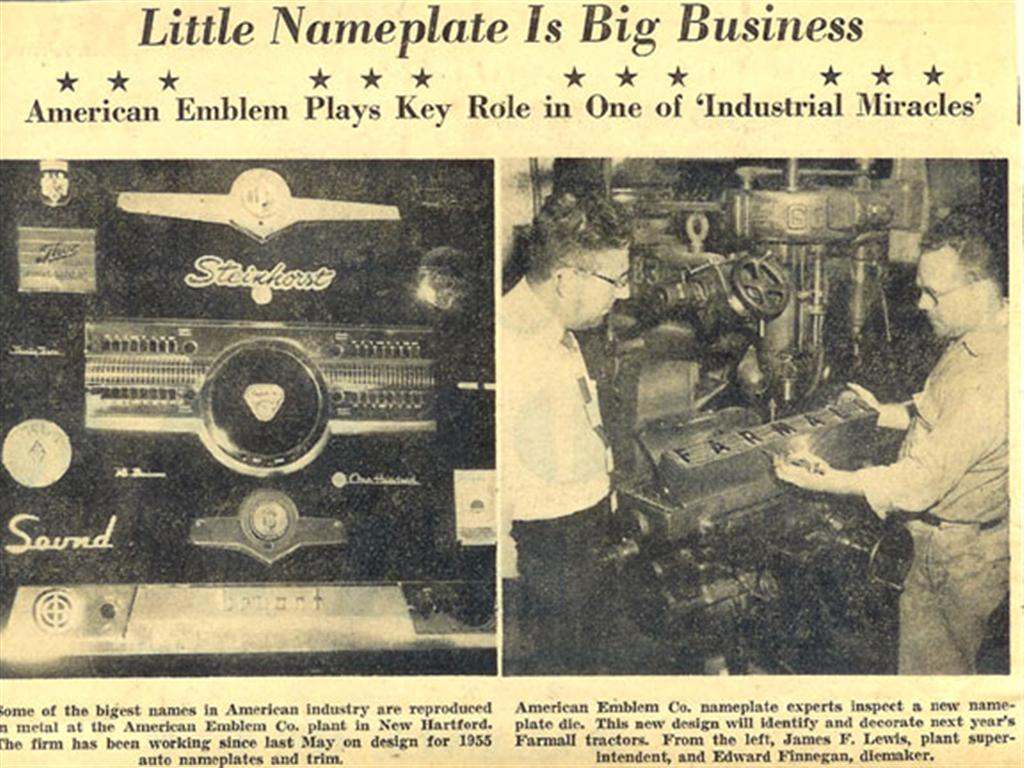 Little Nameplate Is Big Business
American Emblem Plays Key Role in One of 'Industrial Miracles'
Steinhorst
Sound
FARMALL
Some of the bigest names in American industry are reproduced
in metal at the American Emblem Co. plant in New Hartford.
The firm has been working since last May on design for 1955
auto nameplates and trim.
American Emblem Co. nameplate experts inspect a new name-
plate die. This new design will identify and decorate next year's
Farmall tractors. From the left, James F. Lewis, plant super-
intendent, and Edward Finnegan, diemaker.